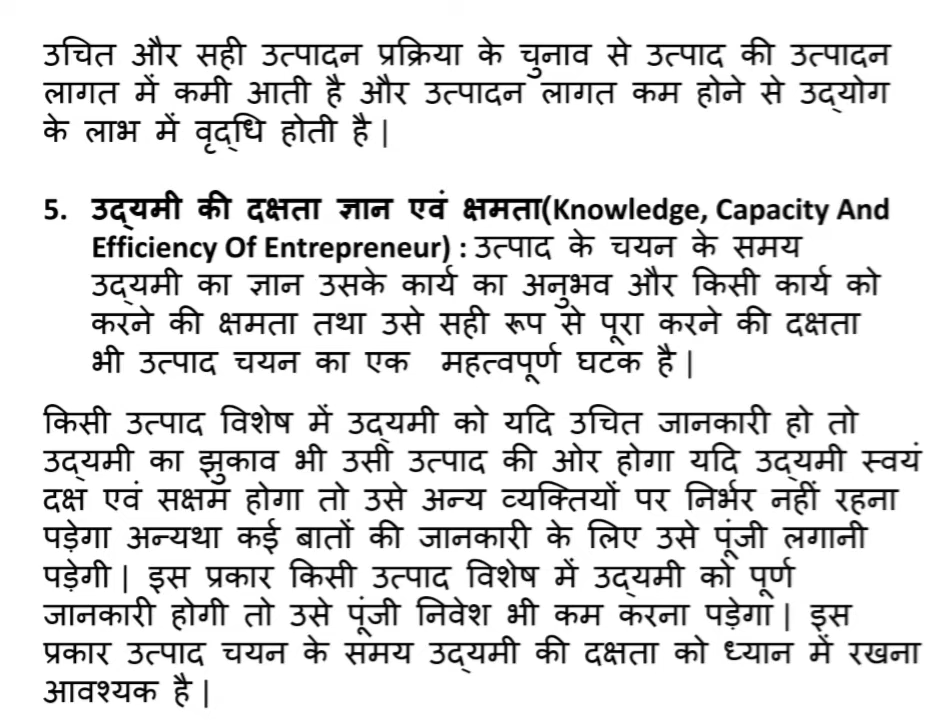 उचित और सही उत्पादन प्रक्रिया के चुनाव से उत्पाद की उत्पादन
लागत में कमी आती है और उत्पादन लागत कम होने से उद्योग
के लाभ में वृद्धि होती है |
5. उद्यमी की दक्षता ज्ञान एवं क्षमता(Knowledge, Capacity And
Efficiency Of Entrepreneur) : उत्पाद के चयन के समय
उद्यमी का ज्ञान उसके कार्य का अनुभव और किसी कार्य को
करने की क्षमता तथा उसे सही रूप से पूरा करने की दक्षता
भी उत्पाद चयन का एक महत्वपूर्ण घटक है |
किसी उत्पाद विशेष में उद्यमी को यदि उचित जानकारी हो तो
उद्यमी का झुकाव भी उसी उत्पाद की ओर होगा यदि उद्यमी स्वयं
दक्ष एवं सक्षम होगा तो उसे अन्य व्यक्तियों पर निर्भर नहीं रहना
पड़ेगा अन्यथा कई बातों की जानकारी के लिए उसे पूंजी लगानी
पड़ेगी | इस प्रकार किसी उत्पाद विशेष में उद्यमी को पूर्ण
जानकारी होगी तो उसे पूंजी निवेश भी कम करना पड़ेगा | इस
प्रकार उत्पाद चयन के समय उद्यमी की दक्षता को ध्यान में रखना
आवश्यक है |